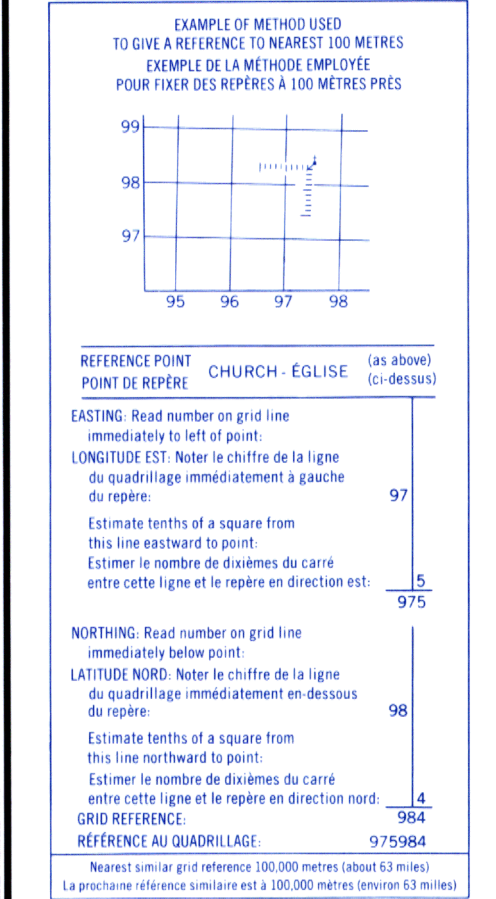 EXAMPLE OF METHOD USED
TO GIVE A REFERENCE TO NEAREST 100 METRES
EXEMPLE DE LA MÉTHODE EMPLOYÉE
POUR FIXER DES REPÈRES À 100 MÈTRES PRÈS
99
98
97
95 96 97 98
REFERENCE POINT
POINT DE REPÈRE
CHURCH - ÉGLISE
(as above)
(ci-dessus)
EASTING: Read number on grid line
immediately to left of point:
LONGITUDE EST: Noter le chiffre de la ligne
du quadrillage immédiatement à gauche
du repère: 97
Estimate tenths of a square from
this line eastward to point:
Estimer le nombre de dixièmes du carré
entre cette ligne et le repère en direction est: 5
975
NORTHING: Read number on grid line
immediately below point:
LATITUDE NORD: Noter le chiffre de la ligne
du quadrillage immédiatement en-dessous
du repère: 98
Estimate tenths of a square from
this line northward to point:
Estimer le nombre de dixièmes du carré
entre cette ligne et le repère en direction nord: 4
GRID REFERENCE: 984
RÉFÉRENCE AU QUADRILLAGE: 975984
Nearest similar grid reference 100,000 metres (about 63 miles)
La prochaine référence similaire est à 100,000 mètres (environ 63 milles)